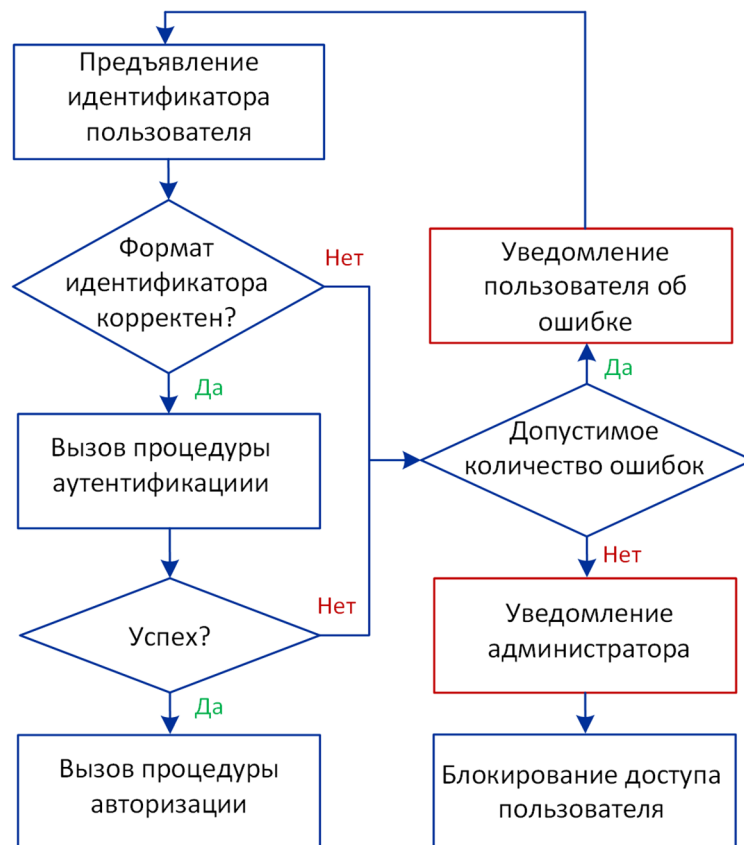 Предъявление
идентификатора
пользователя
Формат
идентификатора
корректен?
Нет
Да
Вызов процедуры
аутентификациии
Успех?
Нет
Да
Вызов процедуры
авторизации
Уведомление
пользователя об
ошибке
Да
Допустимое
количество ошибок
Нет
Уведомление
администратора
Блокирование доступа
пользователя